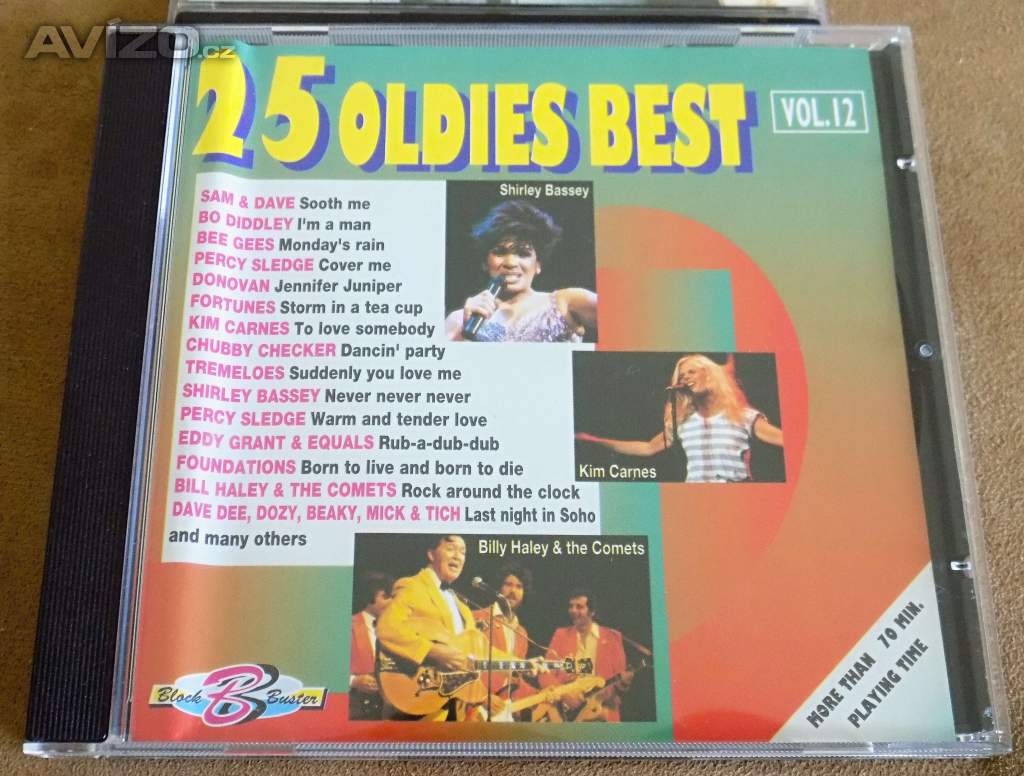 AVÍZO.cz
25 OLDIES BEST
VOL.12
Shirley Bassey
SAM & DAVE Sooth me
BO DIDDLEY I'm a man
BEE GEES Monday's rain
PERCY SLEDGE Cover me
DONOVAN Jennifer Juniper
FORTUNES Storm in a tea cup
KIM CARNES To love somebody
CHUBBY CHECKER Dancin' party
TREMELOES Suddenly you love me
SHIRLEY BASSEY Never never never
PERCY SLEDGE Warm and tender love
EDDY GRANT & EQUALS Rub-a-dub-dub
FOUNDATIONS Born to live and born to die
BILL HALEY & THE COMETS Rock around the clock
DAVE DEE, DOZY, BEAKY, MICK & TICH Last night in Soho
and many others
Kim Carnes
Billy Haley & the Comets
Block B Buster
MORE THAN 70 MIN.
PLAYING TIME